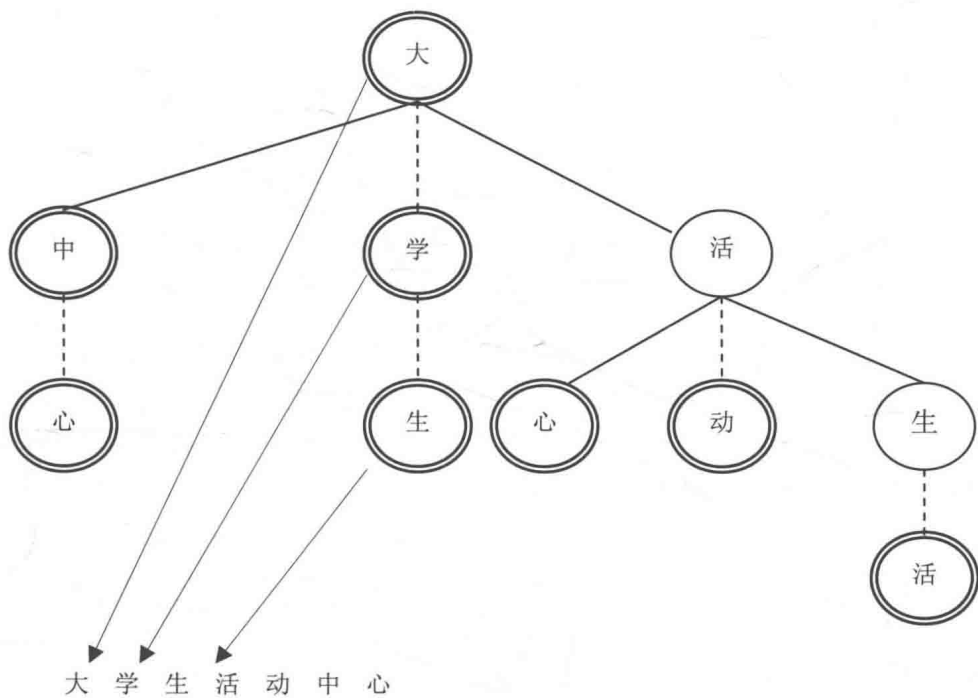 大
中 学 活
心 生 心 动 生
活
大 学 生 活 动 中 心